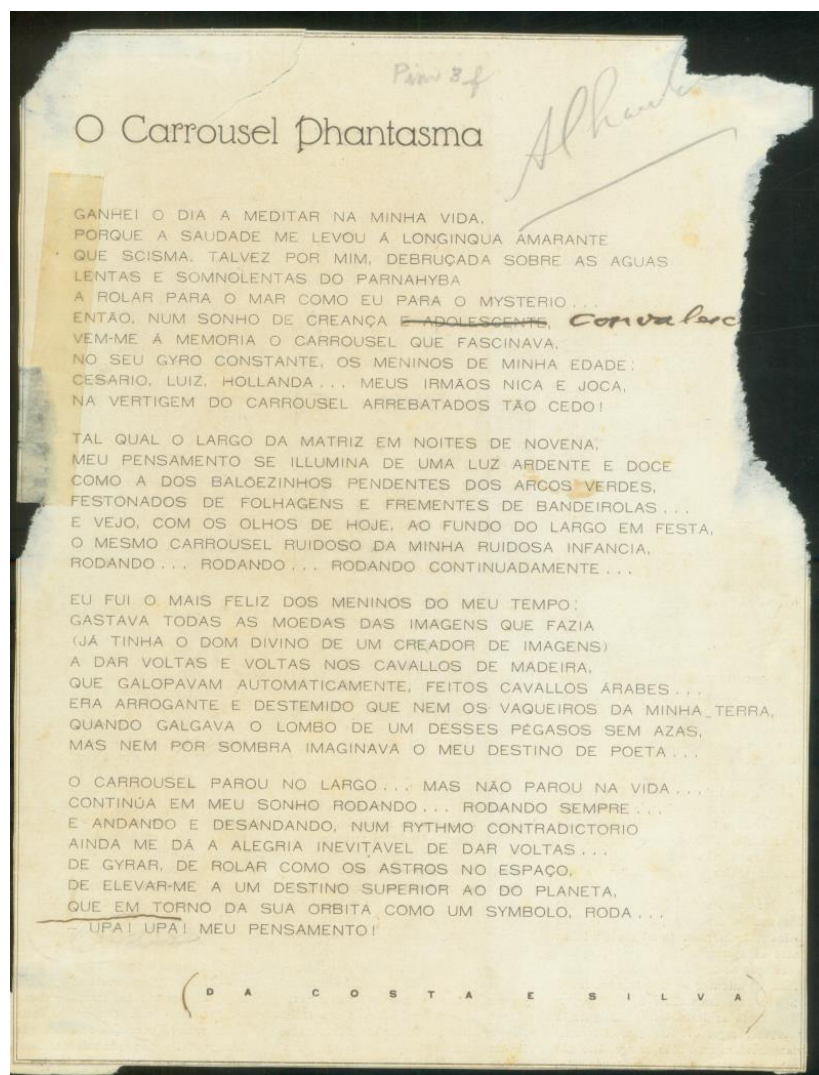 O Carrousel Phantasma
GANHEI O DIA A MEDITAR NA MINHA VIDA,
PORQUE A SAUDADE ME LEVOU Á LONGINQUA AMARANTE
QUE SCISMA, TALVEZ POR MIM, DEBRUÇADA SOBRE AS AGUAS
LENTAS E SOMNOLENTAS DO PARNAHYBA
A ROLAR PARA O MAR COMO EU PARA O MYSTERIO...
ENTÃO, NUM SONHO DE CREANÇA E ADOLESCENTE, convalesc
VEM-ME Á MEMORIA O CARROUSEL QUE FASCINAVA,
NO SEU GYRO CONSTANTE, OS MENINOS DE MINHA EDADE:
CESARIO, LUIZ, HOLLANDA... MEUS IRMÃOS NICA E JOCA,
NA VERTIGEM DO CARROUSEL ARREBATADOS TÃO CEDO!
TAL QUAL O LARGO DA MATRIZ EM NOITES DE NOVENA,
MEU PENSAMENTO SE ILLUMINA DE UMA LUZ ARDENTE E DOCE
COMO A DOS BALÕEZINHOS PENDENTES DOS ARCOS VERDES,
FESTONADOS DE FOLHAGENS E FREMENTES DE BANDEIROLAS...
E VEJO, COM OS OLHOS DE HOJE, AO FUNDO DO LARGO EM FESTA,
O MESMO CARROUSEL RUIDOSO DA MINHA RUIDOSA INFANCIA,
RODANDO... RODANDO... RODANDO CONTINUADAMENTE...
EU FUI O MAIS FELIZ DOS MENINOS DO MEU TEMPO:
GASTAVA TODAS AS MOEDAS DAS IMAGENS QUE FAZIA
(JÁ TINHA O DOM DIVINO DE UM CREADOR DE IMAGENS)
A DAR VOLTAS E VOLTAS NOS CAVALLOS DE MADEIRA,
QUE GALOPAVAM AUTOMATICAMENTE, FEITOS CAVALLOS ÁRABES...
ERA ARROGANTE E DESTEMIDO QUE NEM OS VAQUEIROS DA MINHA TERRA,
QUANDO GALGAVA O LOMBO DE UM DESSES PÉGASOS SEM AZAS,
MAS NEM POR SOMBRA IMAGINAVA O MEU DESTINO DE POETA...
O CARROUSEL PAROU NO LARGO... MAS NÃO PAROU NA VIDA...
CONTINÚA EM MEU SONHO RODANDO... RODANDO SEMPRE...
E ANDANDO E DESANDANDO, NUM RYTHMO CONTRADICTORIO
AINDA ME DÁ A ALEGRIA INEVITAVEL DE DAR VOLTAS...
DE GYRAR, DE ROLAR COMO OS ASTROS NO ESPAÇO,
DE ELEVAR-ME A UM DESTINO SUPERIOR AO DO PLANETA,
QUE EM TORNO DA SUA ORBITA COMO UM SYMBOLO, RODA...
— UPA! UPA! MEU PENSAMENTO!
(DA COSTA E SILVA)